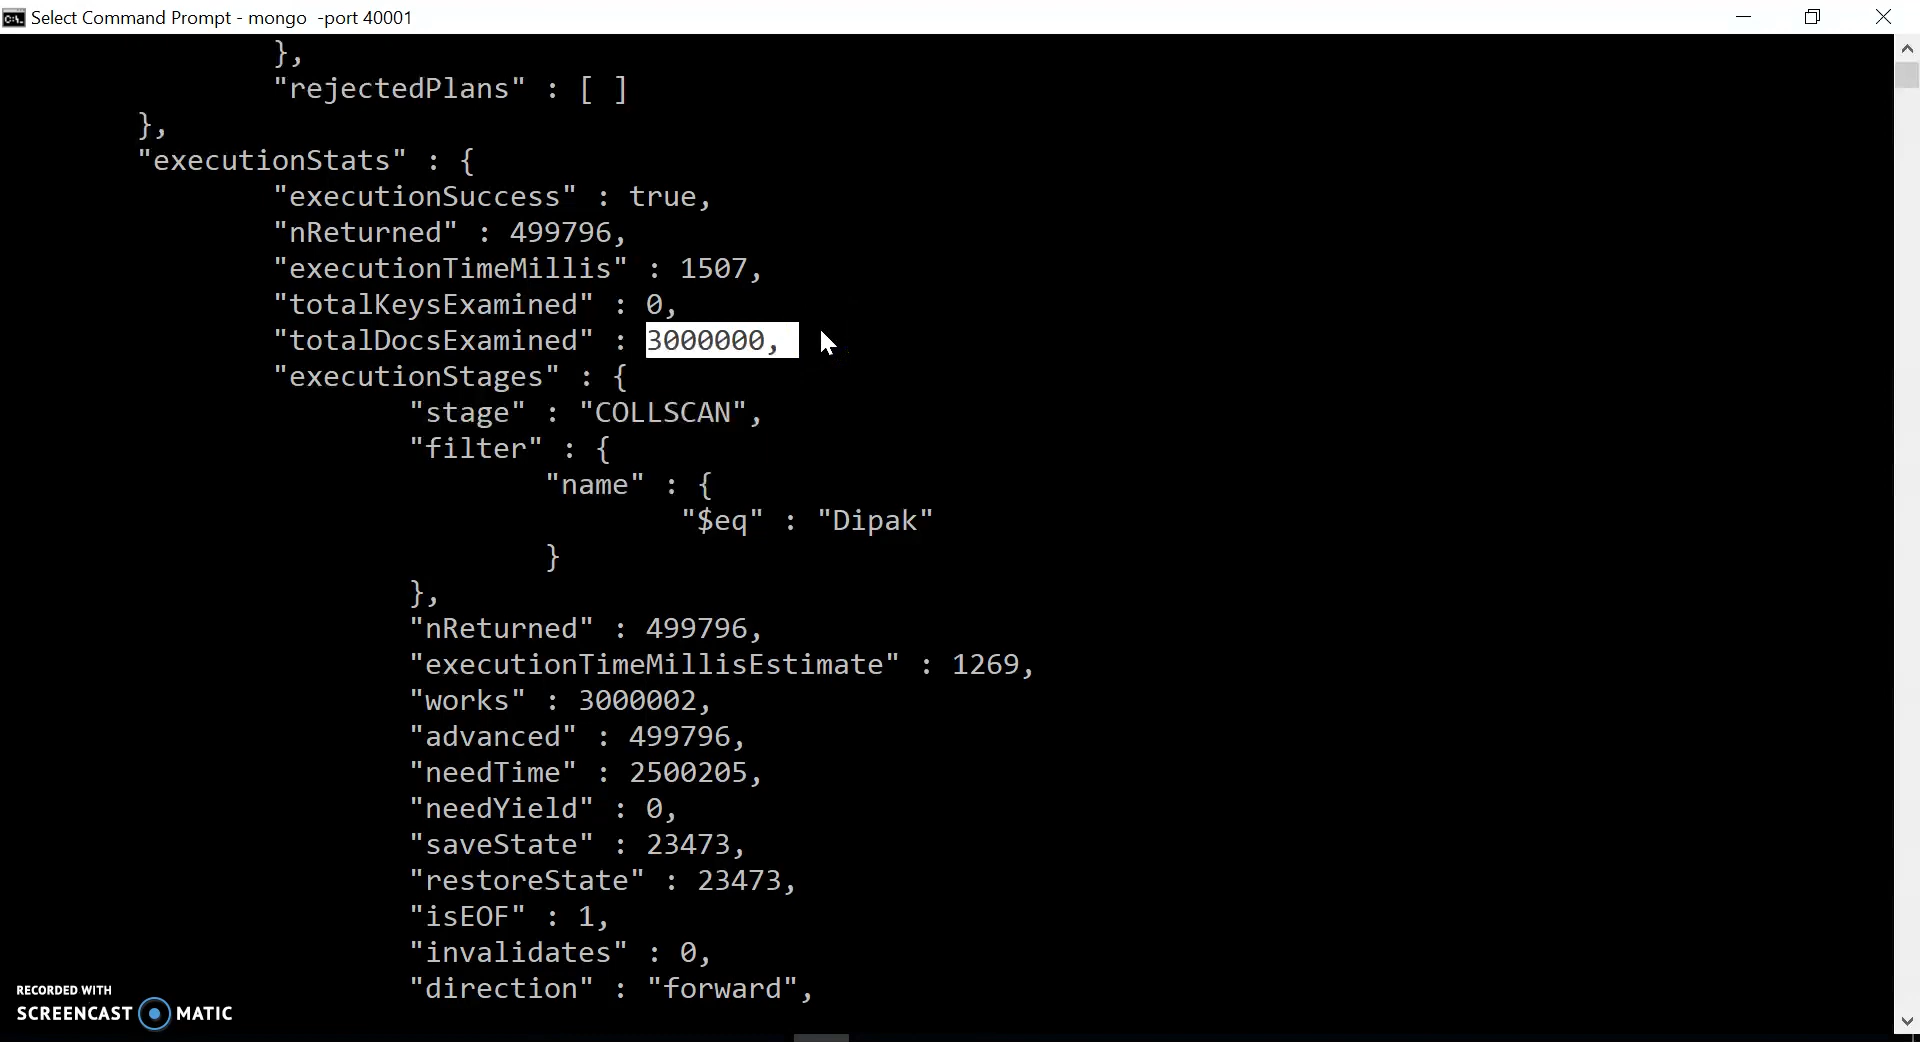 Select Command Prompt - mongo  -port 40001
},
"rejectedPlans" : [ ]
},
"executionStats" : {
"executionSuccess" : true,
"nReturned" : 499796,
"executionTimeMillis" : 1507,
"totalKeysExamined" : 0,
"totalDocsExamined" : 3000000,
"executionStages" : {
"stage" : "COLLSCAN",
"filter" : {
"name" : {
"$eq" : "Dipak"
}
},
"nReturned" : 499796,
"executionTimeMillisEstimate" : 1269,
"works" : 3000002,
"advanced" : 499796,
"needTime" : 2500205,
"needYield" : 0,
"saveState" : 23473,
"restoreState" : 23473,
"isEOF" : 1,
"invalidates" : 0,
"direction" : "forward",
RECORDED WITH
SCREENCAST MATIC